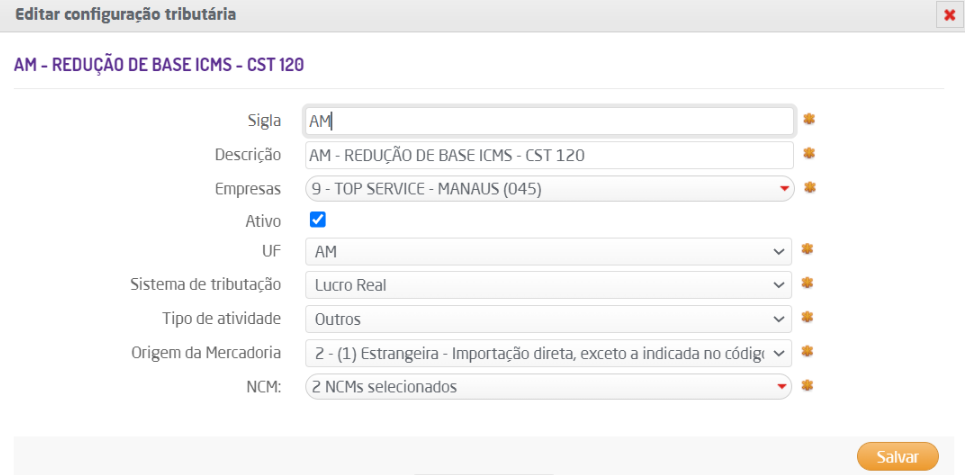 Editar configuração tributária
AM - REDUÇÃO DE BASE ICMS - CST 120
Sigla AM
Descrição AM - REDUÇÃO DE BASE ICMS - CST 120
Empresas 9 - TOP SERVICE - MANAUS (045)
Ativo
UF AM
Sistema de tributação Lucro Real
Tipo de atividade Outros
Origem da Mercadoria 2 - (1) Estrangeira - Importação direta, exceto a indicada no códig
NCM: 2 NCMs selecionados
Salvar